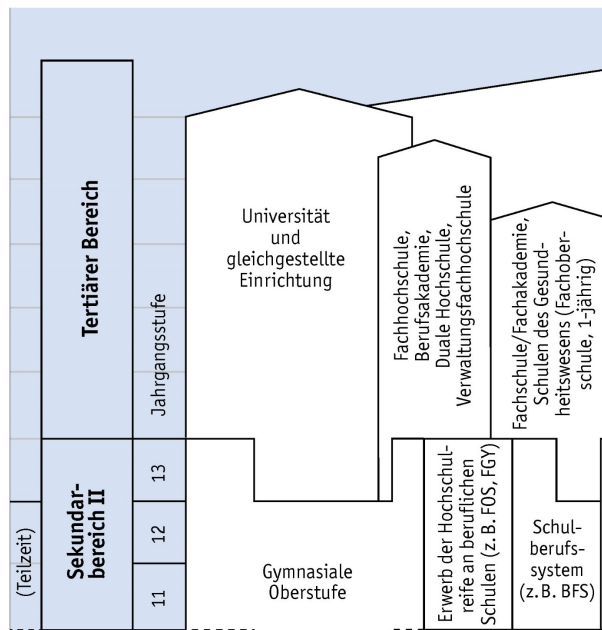 Tertiärer Bereich
Jahrgangsstufe
Universität
und
gleichgestellte
Einrichtung
Fachhochschule,
Berufsakademie,
Duale Hochschule,
Verwaltungsfachhochschule
Fachschule/Fachakademie,
Schulen des Gesund-
heitswesens (Fachober-
schule, 1-jährig)
(Teilzeit)
Sekundar-
bereich II
13
12
11
Gymnasiale
Oberstufe
Erwerb der Hochschul-
reife an beruflichen
Schulen (z. B. FOS, FGY)
Schul-
berufs-
system
(z. B. BFS)